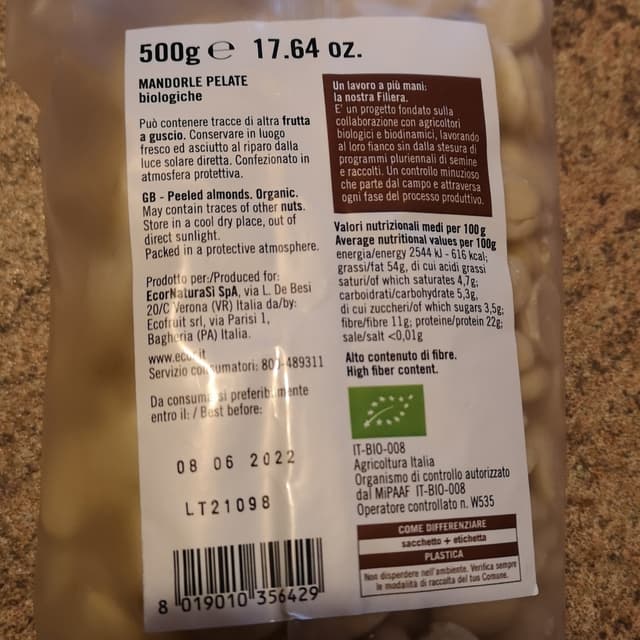 500g e 17.64 oz.
MANDORLE PELATE
biologiche
Può contenere tracce di altra frutta
a guscio. Conservare in luogo
fresco ed asciutto al riparo dalla
luce solare diretta. Confezionato in
atmosfera protettiva.
GB - Peeled almonds. Organic.
May contain traces of other nuts.
Store in a cool dry place, out of
direct sunlight.
Packed in a protective atmosphere.
Prodotto per:/Produced for:
EcorNaturaSì SpA, via L. De Besi
20/C Verona (VR) Italia da/by:
Ecofruit srl, via Parisi 1,
Bagheria (PA) Italia.
Servizio
489311
Da
entro il: / Best before:
08 06 2022
LT21098
8 019010 356429
Un lavoro a più mani:
la nostra Filiera.
E' un progetto fondato sulla
collaborazione con agricoltori
biologici e biodinamici, lavorando
al loro fianco sin dalla stesura di
programmi pluriennali di semine
e raccolti. Un controllo minuzioso
che parte dal campo e attraversa
ogni fase del processo produttivo.
Valori nutrizionali medi per 100 g
Average nutritional values per 100g
energia/energy 2544 kJ - 616 kcal;
grassi/fat 54g, di cui acidi grassi
saturi/of which saturates 4,7g;
carboidrati/carbohydrate 5,3g,
di cui zuccheri/of which sugars 3,5g;
fibre/fibre 11g; proteine/protein 22g;
sale/salt <0,01g
Alto contenuto di fibre.
High fiber content.
IT-BIO-008
Agricoltura Italia
Organismo di controllo autorizzato
dal MiPAAF IT-BIO-008
Operatore controllato n. W535
COME DIFFERENZIARE
sacchetto + etichetta
PLASTICA
Non disperdere nell'ambiente. Verifica sempre
le modalità di raccolta del tuo Comune.